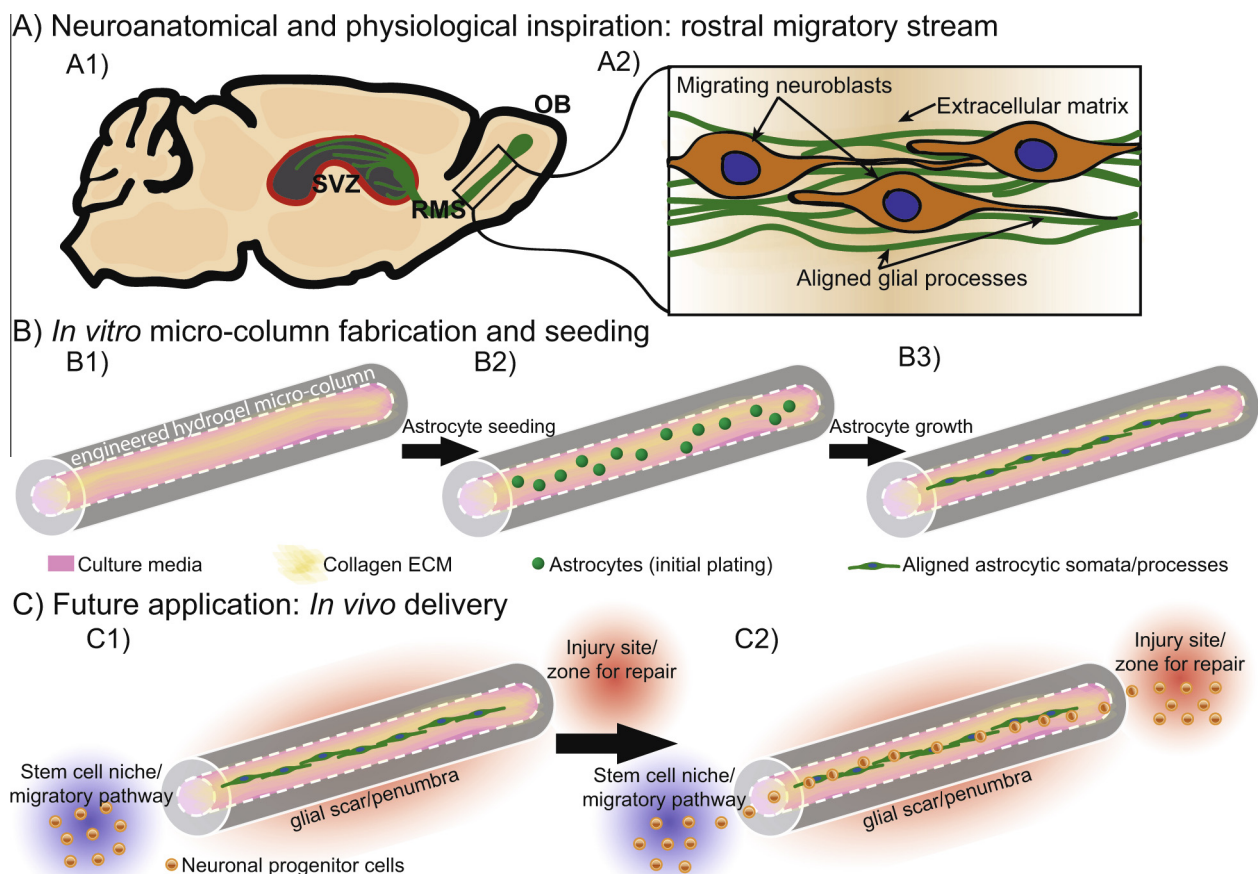 A) Neuroanatomical and physiological inspiration: rostral migratory stream
A1)
OB
SVZ
RMS
A2)
Migrating neuroblasts
Extracellular matrix
Aligned glial processes
B) In vitro micro-column fabrication and seeding
B1)
engineered hydrogel micro-column
Astrocyte seeding
B2)
Astrocyte growth
B3)
Culture media
Collagen ECM
Astrocytes (initial plating)
Aligned astrocytic somata/processes
C) Future application: In vivo delivery
C1)
Injury site/
zone for repair
Stem cell niche/
migratory pathway
glial scar/penumbra
C2)
Injury site/
zone for repair
Stem cell niche/
migratory pathway
glial scar/penumbra
Neuronal progenitor cells